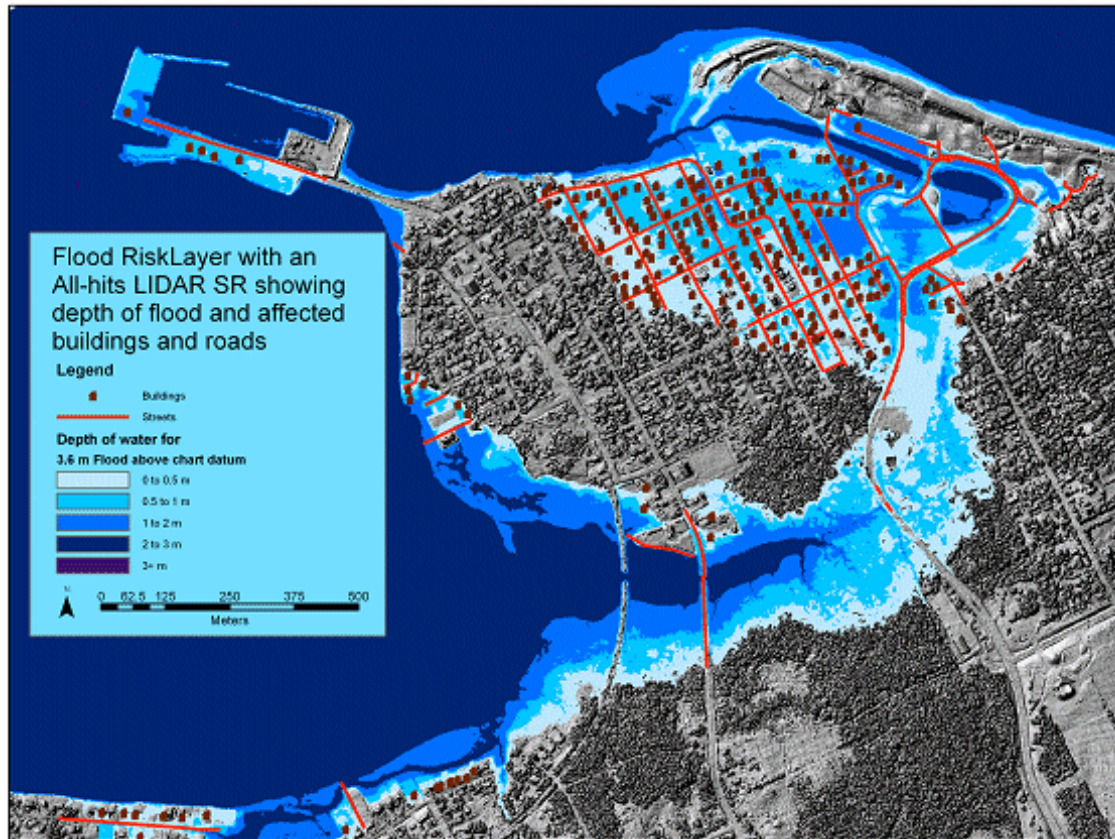 Flood RiskLayer with an
All-hits LIDAR SR showing
depth of flood and affected
buildings and roads
Legend
Buildings
Streets
Depth of water for
3.6 m Flood above chart datum
0 to 0.5 m
0.5 to 1 m
1 to 2 m
2 to 3 m
3+ m
N
0 62.5 125 250 375 500
Meters